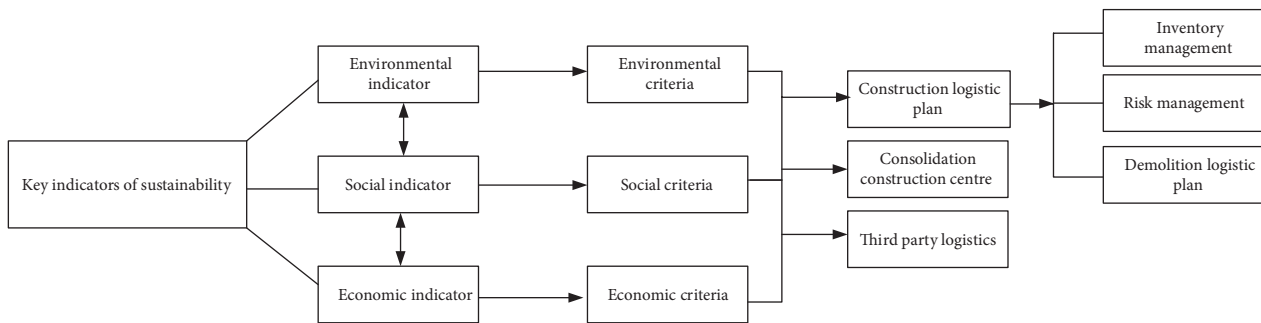 Key indicators of sustainability
Environmental
indicator
Social indicator
Economic indicator
Environmental
criteria
Social criteria
Economic criteria
Construction logistic
plan
Consolidation
construction centre
Third party logistics
Inventory
management
Risk management
Demolition logistic
plan